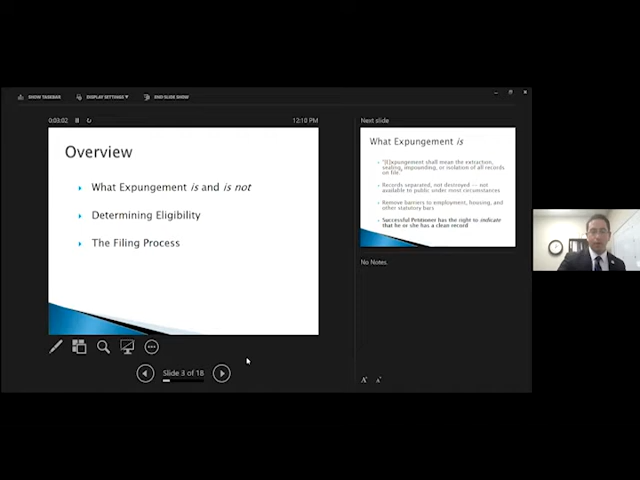 SHOW TASKBAR DISPLAY SETTINGS ▼ END SLIDE SHOW
0:03:02 12:10 PM
Overview
What Expungement is and is not
Determining Eligibility
The Filing Process
Slide 3 of 18
Next slide
What Expungement is
"[E]xpungement shall mean the extraction,
sealing, impounding, or isolation of all records
on file."
Records separated, not destroyed — not
available to public under most circumstances
Remove barriers to employment, housing, and
other statutory bars
Successful Petitioner has the right to indicate
that he or she has a clean record
No Notes.
A A